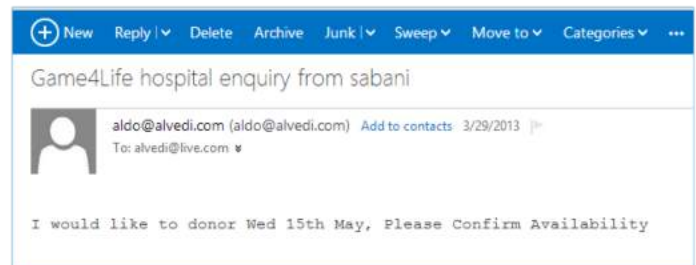 New Reply Delete Archive Junk Sweep Move to Categories ...
Game4Life hospital enquiry from sabani
aldo@alvedi.com (aldo@alvedi.com) Add to contacts 3/29/2013
To: alvedi@live.com
I would like to donor Wed 15th May, Please Confirm Availability